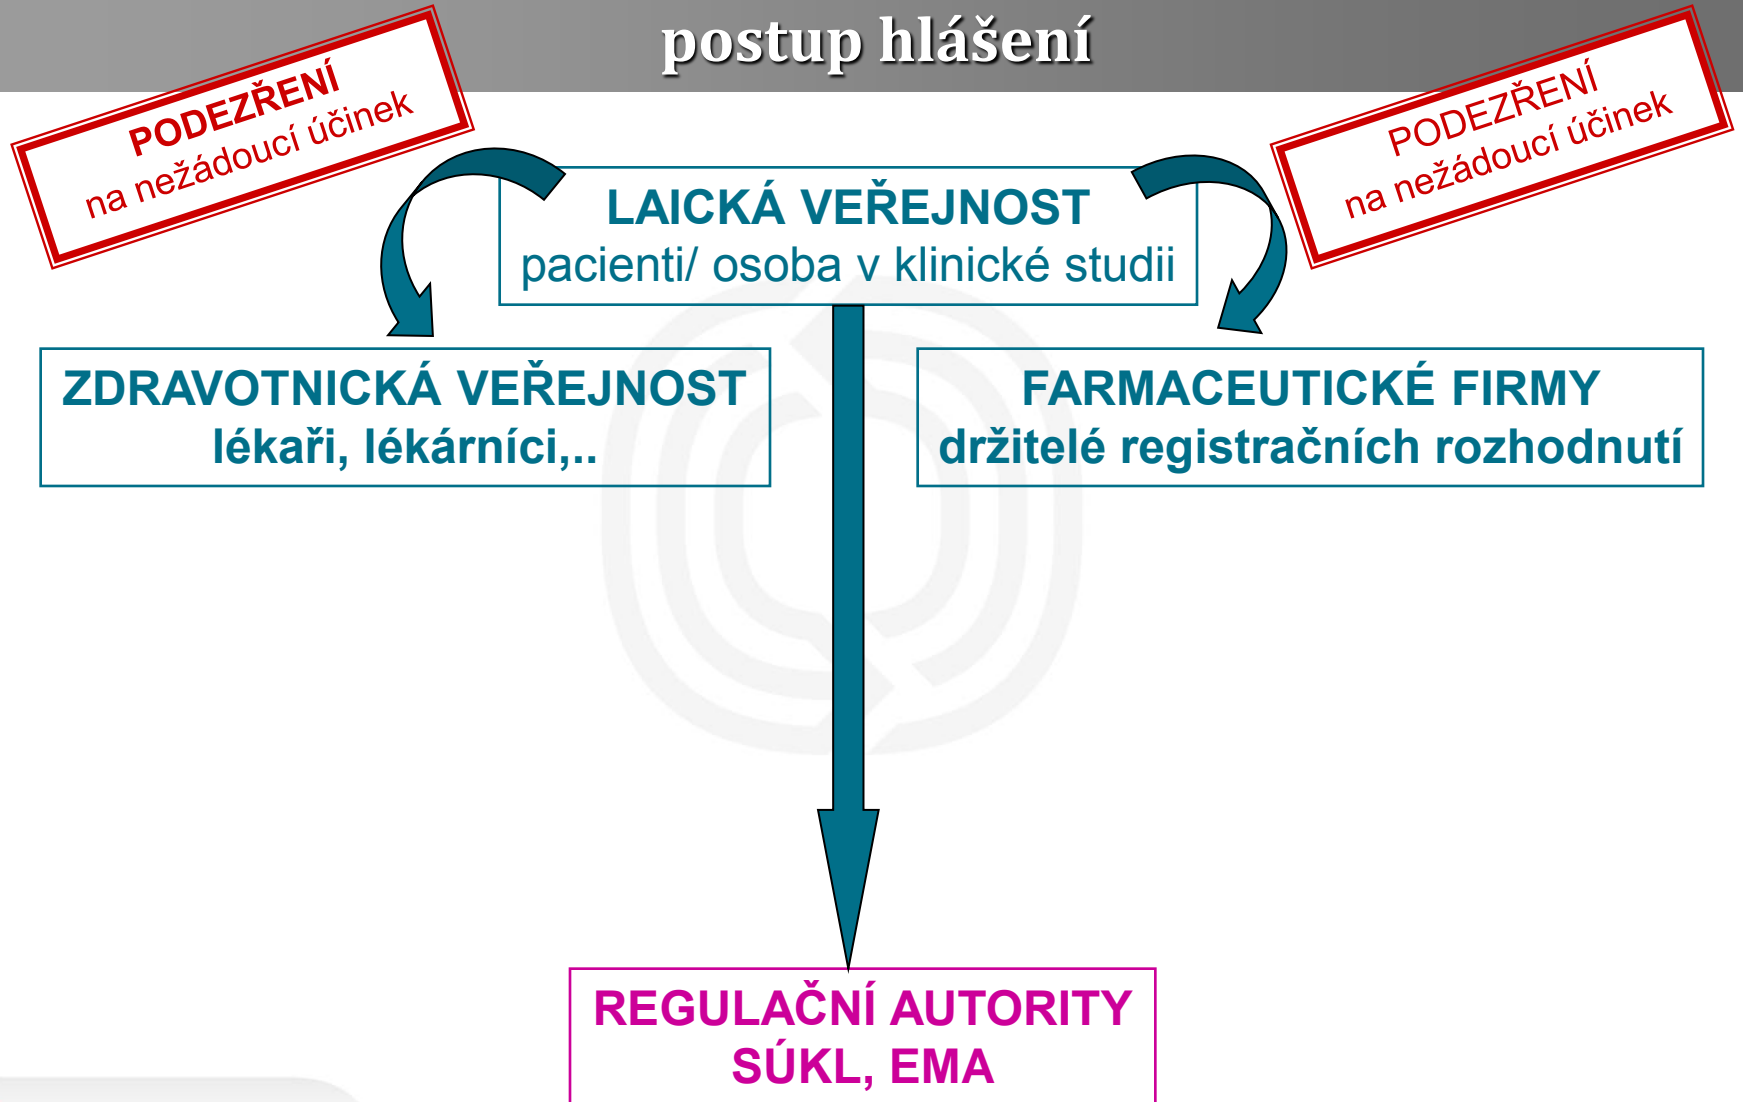 postup hlášení
PODEZŘENÍ
na nežádoucí účinek
PODEZŘENÍ
na nežádoucí účinek
LAICKÁ VEŘEJNOST
pacienti/ osoba v klinické studii
ZDRAVOTNICKÁ VEŘEJNOST
lékaři, lékárníci,..
FARMACEUTICKÉ FIRMY
držitelé registračních rozhodnutí
REGULAČNÍ AUTORITY
SÚKL, EMA